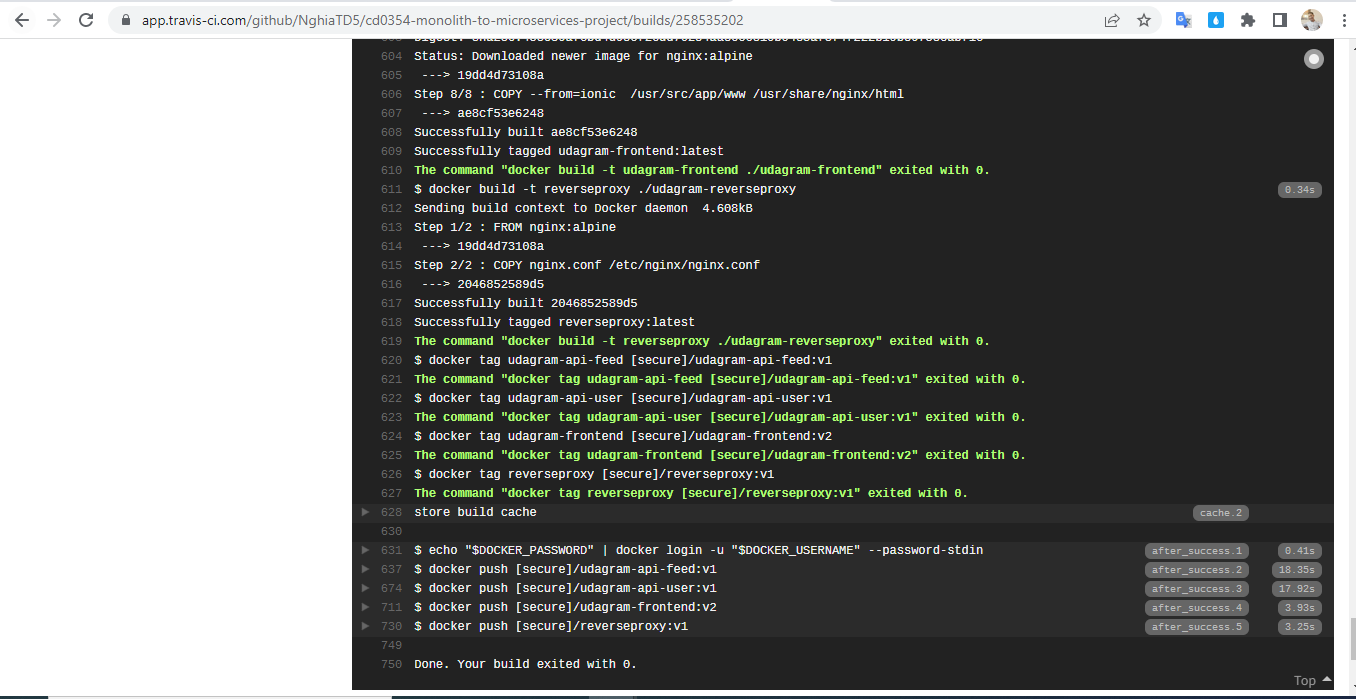 app.travis-ci.com/github/NghiaTD5/cd0354-monolith-to-microservices-project/builds/258535202
604 Status: Downloaded newer image for nginx:alpine
605 ---> 19dd4d73108a
606 Step 8/8 : COPY --from=ionic  /usr/src/app/www /usr/share/nginx/html
607 ---> ae8cf53e6248
608 Successfully built ae8cf53e6248
609 Successfully tagged udagram-frontend:latest
610 The command "docker build -t udagram-frontend ./udagram-frontend" exited with 0.
611 $ docker build -t reverseproxy ./udagram-reverseproxy 0.34s
612 Sending build context to Docker daemon  4.608kB
613 Step 1/2 : FROM nginx:alpine
614 ---> 19dd4d73108a
615 Step 2/2 : COPY nginx.conf /etc/nginx/nginx.conf
616 ---> 2046852589d5
617 Successfully built 2046852589d5
618 Successfully tagged reverseproxy:latest
619 The command "docker build -t reverseproxy ./udagram-reverseproxy" exited with 0.
620 $ docker tag udagram-api-feed [secure]/udagram-api-feed:v1
621 The command "docker tag udagram-api-feed [secure]/udagram-api-feed:v1" exited with 0.
622 $ docker tag udagram-api-user [secure]/udagram-api-user:v1
623 The command "docker tag udagram-api-user [secure]/udagram-api-user:v1" exited with 0.
624 $ docker tag udagram-frontend [secure]/udagram-frontend:v2
625 The command "docker tag udagram-frontend [secure]/udagram-frontend:v2" exited with 0.
626 $ docker tag reverseproxy [secure]/reverseproxy:v1
627 The command "docker tag reverseproxy [secure]/reverseproxy:v1" exited with 0.
628 store build cache cache.2
630
631 $ echo "$DOCKER_PASSWORD" | docker login -u "$DOCKER_USERNAME" --password-stdin after_success.1 0.41s
637 $ docker push [secure]/udagram-api-feed:v1 after_success.2 18.35s
674 $ docker push [secure]/udagram-api-user:v1 after_success.3 17.92s
711 $ docker push [secure]/udagram-frontend:v2 after_success.4 3.93s
730 $ docker push [secure]/reverseproxy:v1 after_success.5 3.25s
749
750 Done. Your build exited with 0.
Top